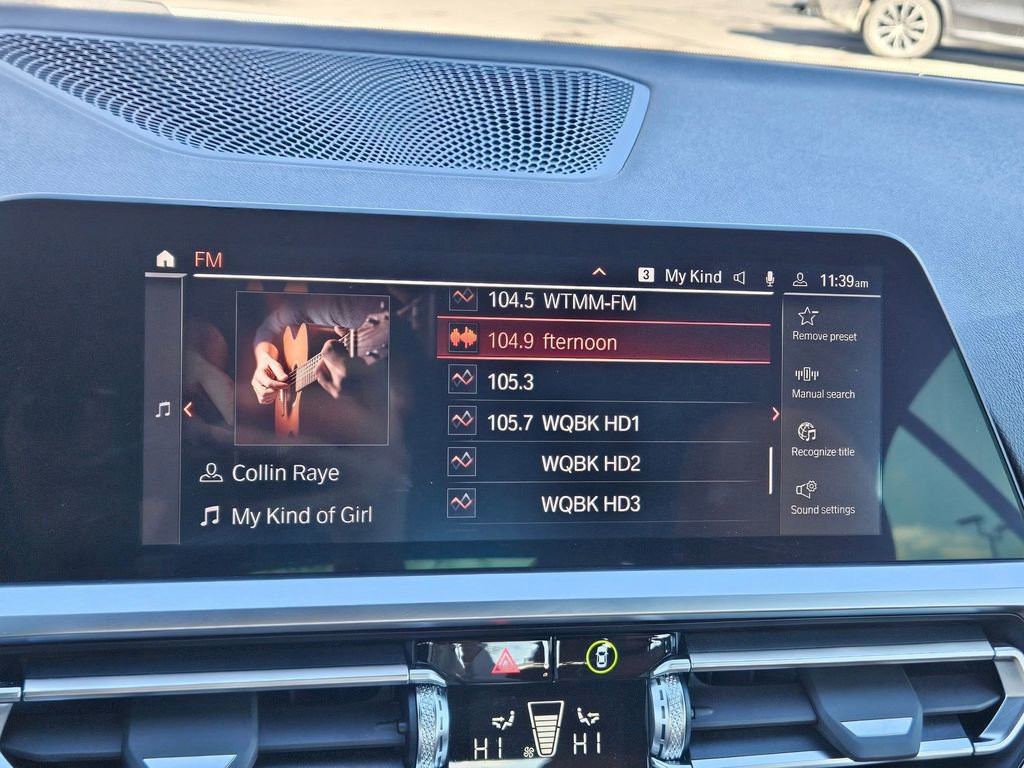 FM
3 My Kind 11:39am
104.5 WTMM-FM
104.9 fternoon
105.3
105.7 WQBK HD1
WQBK HD2
WQBK HD3
Collin Raye
My Kind of Girl
Remove preset
Manual search
Recognize title
Sound settings
HI HI